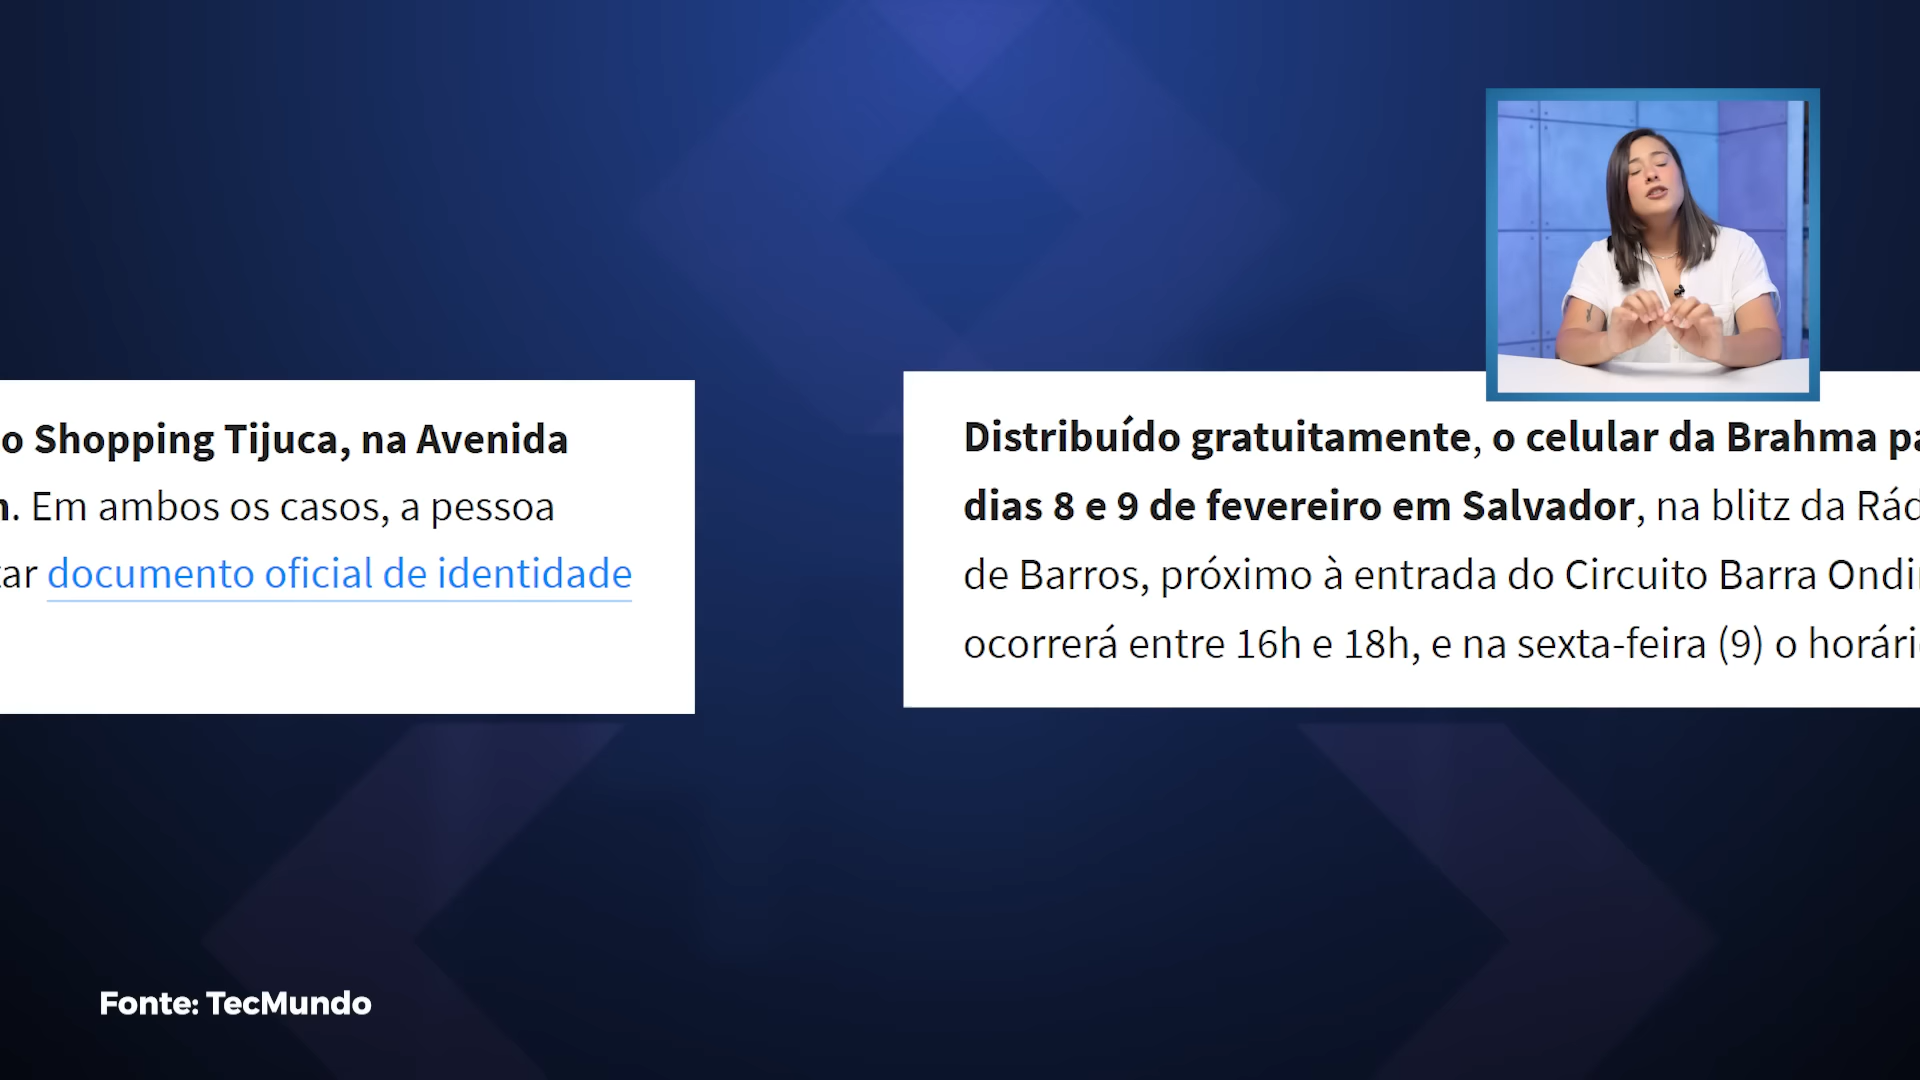 o Shopping Tijuca, na Avenida
. Em ambos os casos, a pessoa
documento oficial de identidade
Distribuído gratuitamente, o celular da Brahma
dias 8 e 9 de fevereiro em Salvador, na blitz da
de Barros, próximo à entrada do Circuito Barra
ocorrerá entre 16h e 18h, e na sexta-feira (9) o
Fonte: TecMundo